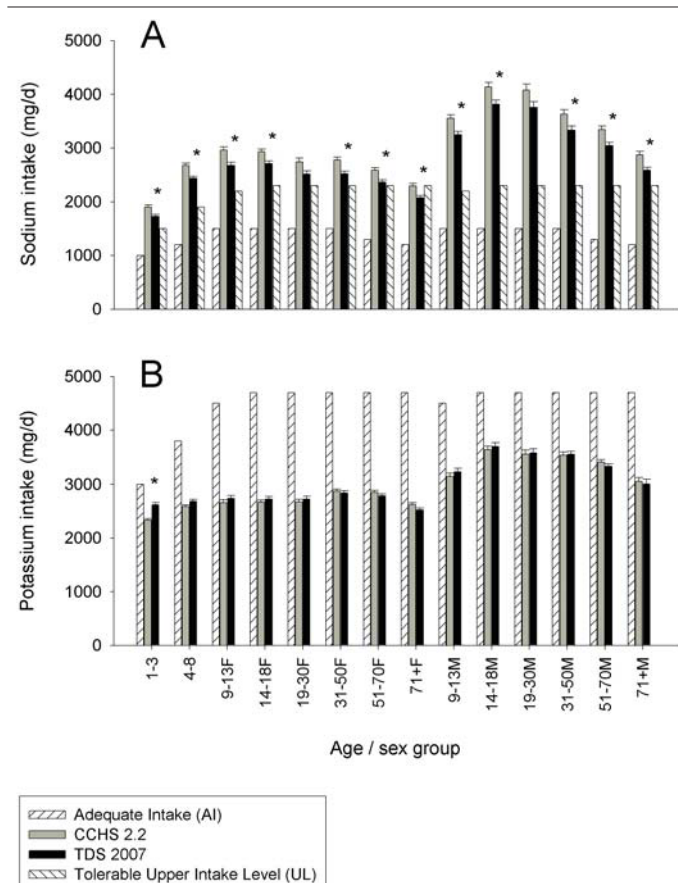 A
Sodium intake (mg/d)
5000
4000
3000
2000
1000
0
* * * * * * * * * * * *
B
Potassium intake (mg/d)
5000
4000
3000
2000
1000
0
*
1-3
4-8
9-13F
14-18F
19-30F
31-50F
51-70F
71+F
9-13M
14-18M
19-30M
31-50M
51-70M
71+M
Age / sex group
Adequate Intake (AI)
CCHS 2.2
TDS 2007
Tolerable Upper Intake Level (UL)